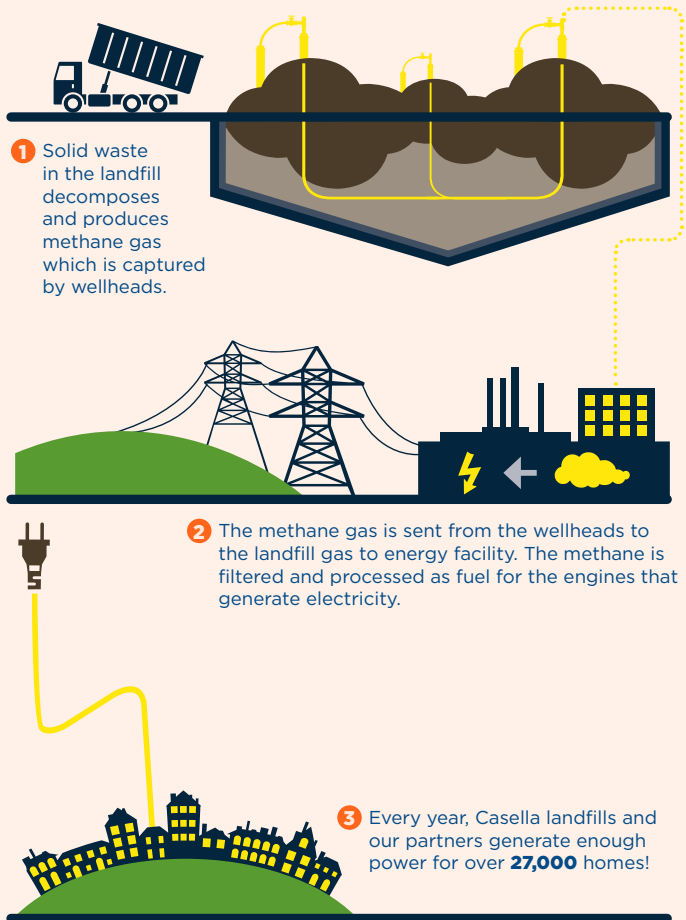 1 Solid waste
in the landfill
decomposes
and produces
methane gas
which is captured
by wellheads.
2 The methane gas is sent from the wellheads to
the landfill gas to energy facility. The methane is
filtered and processed as fuel for the engines that
generate electricity.
3 Every year, Casella landfills and
our partners generate enough
power for over 27,000 homes!